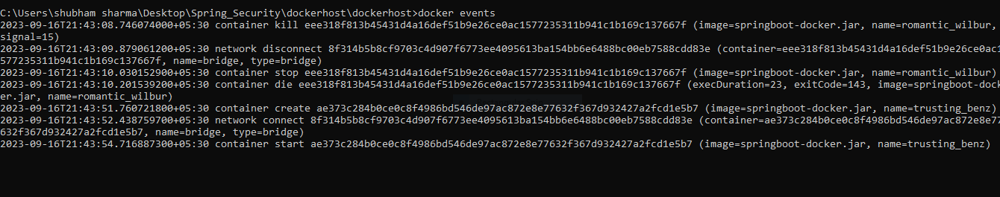 C:\Users\shubham sharma\Desktop\Spring_Security\dockerhost\dockerhost>docker events
2023-09-16T21:43:08.746074000+05:30 container kill eee318f813b45431d4a16def51b9e26ce0ac1577235311b941c1b169c137667f (image=springboot-docker.jar, name=romantic_wilbur,
signal=15)
2023-09-16T21:43:09.879061200+05:30 network disconnect 8f314b5b8cf9703c4d907f6773ee4095613ba154bb6e6488bc00eb7588cdd83e (container=eee318f813b45431d4a16def51b9e26ce0ac1
577235311b941c1b169c137667f, name=bridge, type=bridge)
2023-09-16T21:43:10.030152900+05:30 container stop eee318f813b45431d4a16def51b9e26ce0ac1577235311b941c1b169c137667f (image=springboot-docker.jar, name=romantic_wilbur)
2023-09-16T21:43:10.201539200+05:30 container die eee318f813b45431d4a16def51b9e26ce0ac1577235311b941c1b169c137667f (execDuration=23, exitCode=143, image=springboot-dock
er.jar, name=romantic_wilbur)
2023-09-16T21:43:51.760721800+05:30 container create ae373c284b0ce0c8f4986bd546de97ac872e8e77632f367d932427a2fcd1e5b7 (image=springboot-docker.jar, name=trusting_benz)
2023-09-16T21:43:52.438759700+05:30 network connect 8f314b5b8cf9703c4d907f6773ee4095613ba154bb6e6488bc00eb7588cdd83e (container=ae373c284b0ce0c8f4986bd546de97ac872e8e77
632f367d932427a2fcd1e5b7, name=bridge, type=bridge)
2023-09-16T21:43:54.716887300+05:30 container start ae373c284b0ce0c8f4986bd546de97ac872e8e77632f367d932427a2fcd1e5b7 (image=springboot-docker.jar, name=trusting_benz)